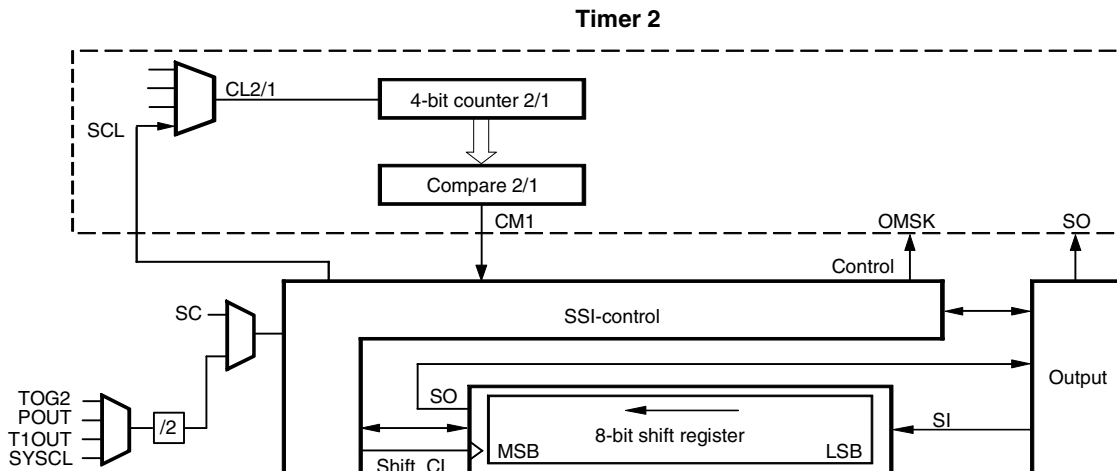 Timer 2
CL2/1
4-bit counter 2/1
SCL
Compare 2/1
CM1
OMSK
SO
Control
SC
SSI-control
TOG2
POUT
T1OUT
SYSCL
/2
SO
Output
SI
8-bit shift register
MSB
LSB
Shift_CL